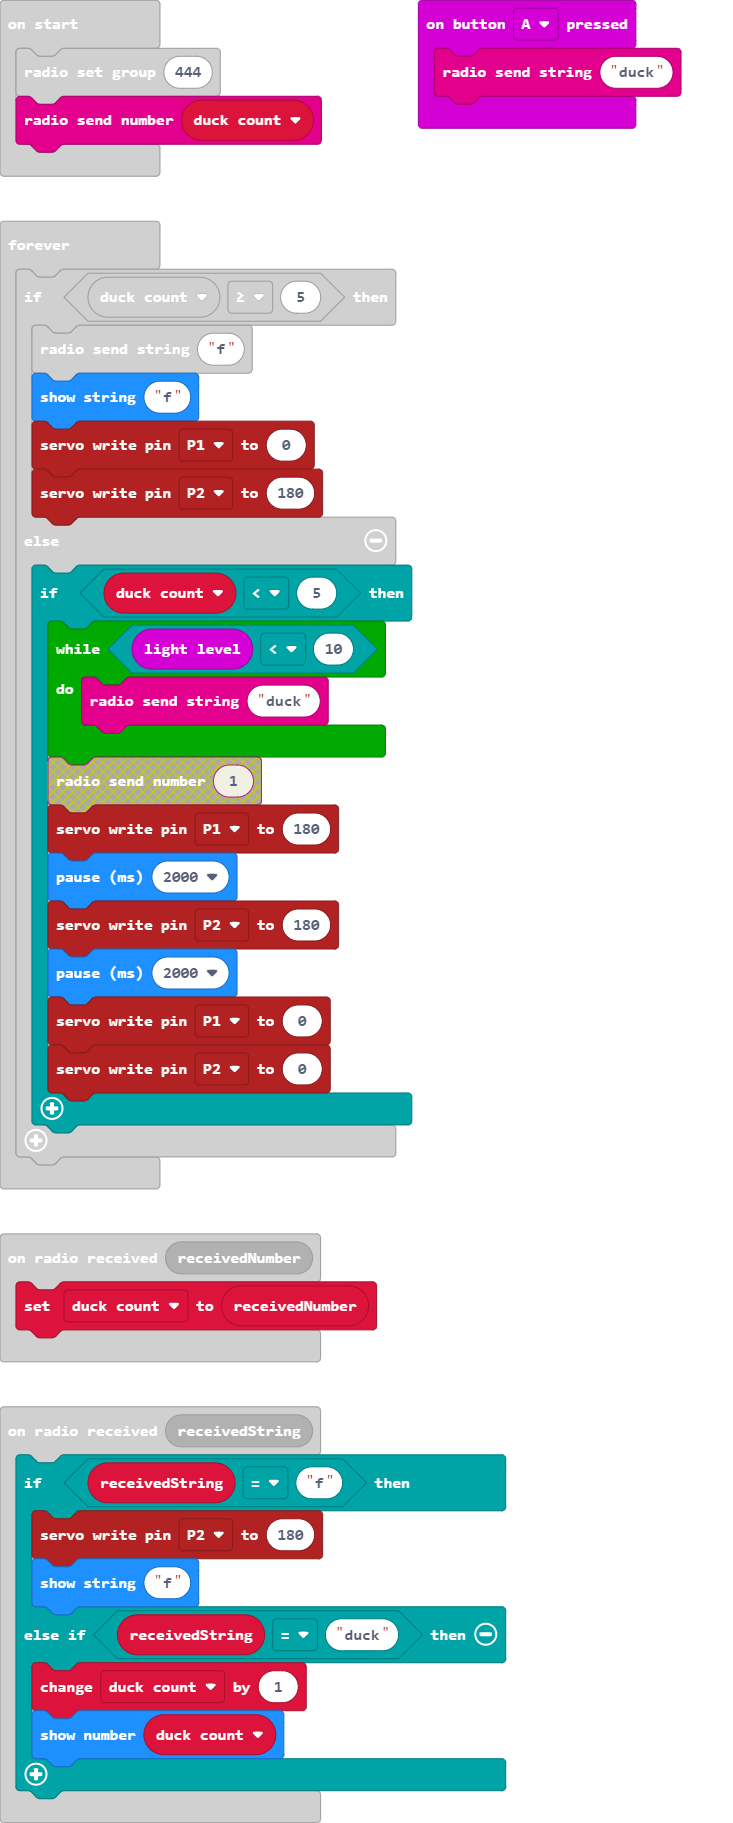 on start
radio set group 444
radio send number duck count
on button A pressed
radio send string "duck"
forever
if duck count ≥ 5 then
radio send string "f"
show string "f"
servo write pin P1 to 0
servo write pin P2 to 180
else
if duck count < 5 then
while light level < 10
do radio send string "duck"
radio send number 1
servo write pin P1 to 180
pause (ms) 2000
servo write pin P2 to 180
pause (ms) 2000
servo write pin P1 to 0
servo write pin P2 to 0
on radio received receivedNumber
set duck count to receivedNumber
on radio received receivedString
if receivedString = "f" then
servo write pin P2 to 180
show string "f"
else if receivedString = "duck" then
change duck count by 1
show number duck count